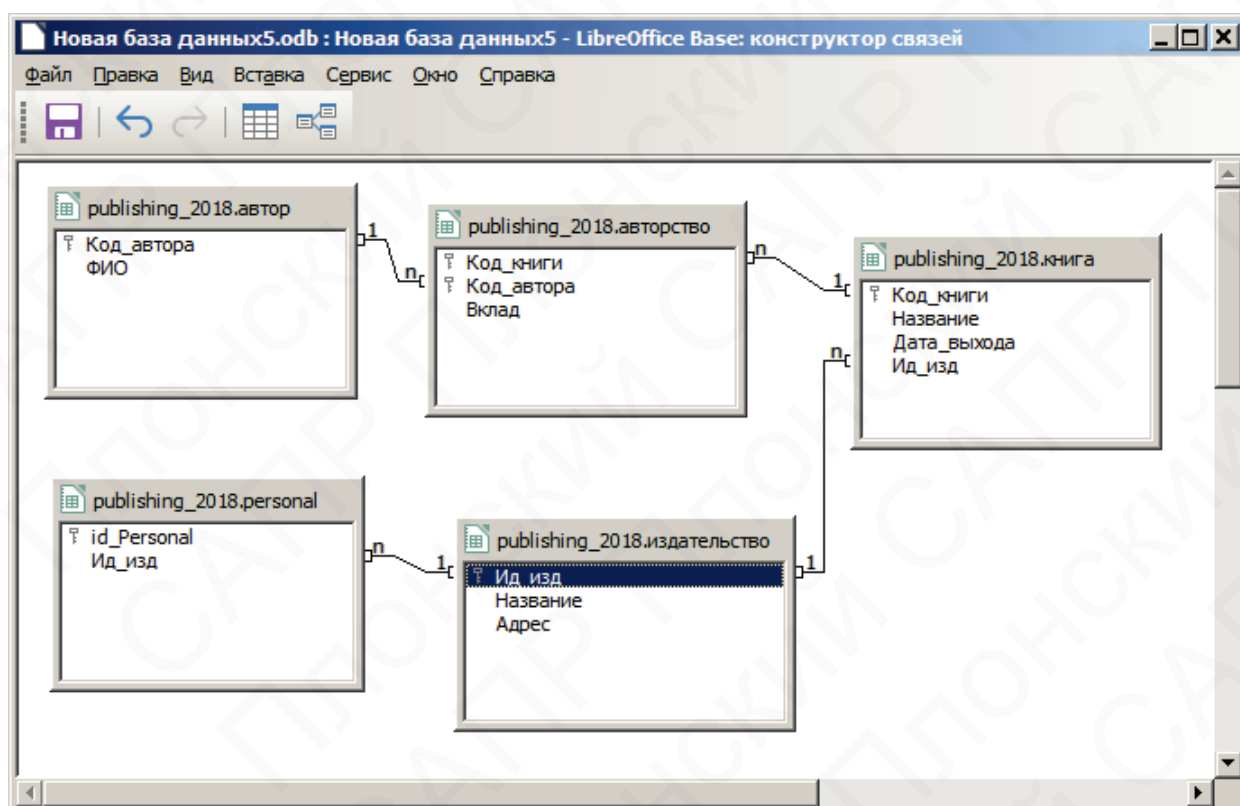 Новая база данных5.odb : Новая база данных5 - LibreOffice Base: конструктор связей
Файл Правка Вид Вставка Сервис Окно Справка
publishing_2018.автор
Код_автора
ФИО
1
n
publishing_2018.авторство
Код_книги
Код_автора
Вклад
n
1
publishing_2018.книга
Код_книги
Название
Дата_выхода
Ид_изд
n
publishing_2018.personal
id_Personal
Ид_изд
n
1
publishing_2018.издательство
Ид_изд
Название
Адрес
1
Плонский САПР